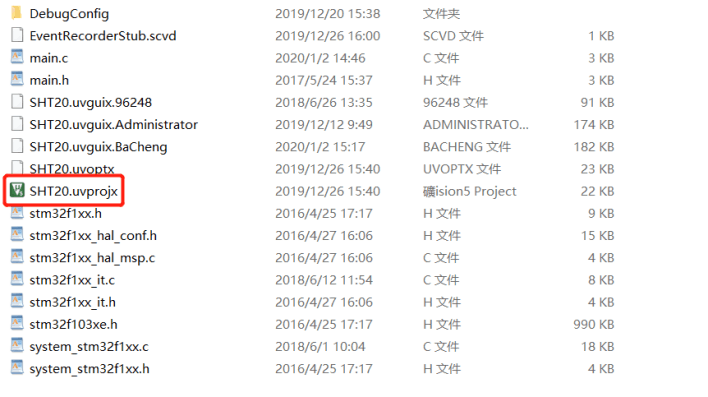 DebugConfig 2019/12/20 15:38 文件夹
EventRecorderStub.scvd 2019/12/26 16:00 SCVD 文件 1 KB
main.c 2020/1/2 14:46 C 文件 3 KB
main.h 2017/5/24 15:37 H 文件 3 KB
SHT20.uvguix.96248 2018/6/26 13:35 96248 文件 91 KB
SHT20.uvguix.Administrator 2019/12/12 9:49 ADMINISTRATO... 174 KB
SHT20.uvguix.BaCheng 2020/1/2 15:17 BACHENG 文件 182 KB
SHT20.uvoptx 2019/12/26 15:40 UVOPTX 文件 23 KB
SHT20.uvprojx 2019/12/26 15:40 礦ision5 Project 22 KB
stm32f1xx.h 2016/4/25 17:17 H 文件 9 KB
stm32f1xx_hal_conf.h 2016/4/27 16:06 H 文件 15 KB
stm32f1xx_hal_msp.c 2016/4/27 16:06 C 文件 4 KB
stm32f1xx_it.c 2018/6/12 11:54 C 文件 8 KB
stm32f1xx_it.h 2016/4/27 16:06 H 文件 4 KB
stm32f103xe.h 2016/4/25 17:17 H 文件 990 KB
system_stm32f1xx.c 2018/6/1 10:04 C 文件 18 KB
system_stm32f1xx.h 2016/4/25 17:17 H 文件 4 KB